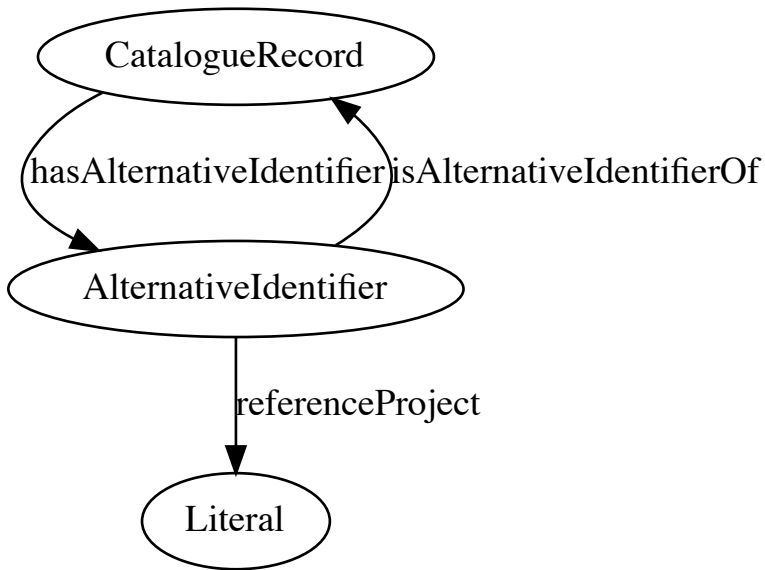 CatalogueRecord
hasAlternativeIdentifier
isAlternativeIdentifierOf
AlternativeIdentifier
referenceProject
Literal